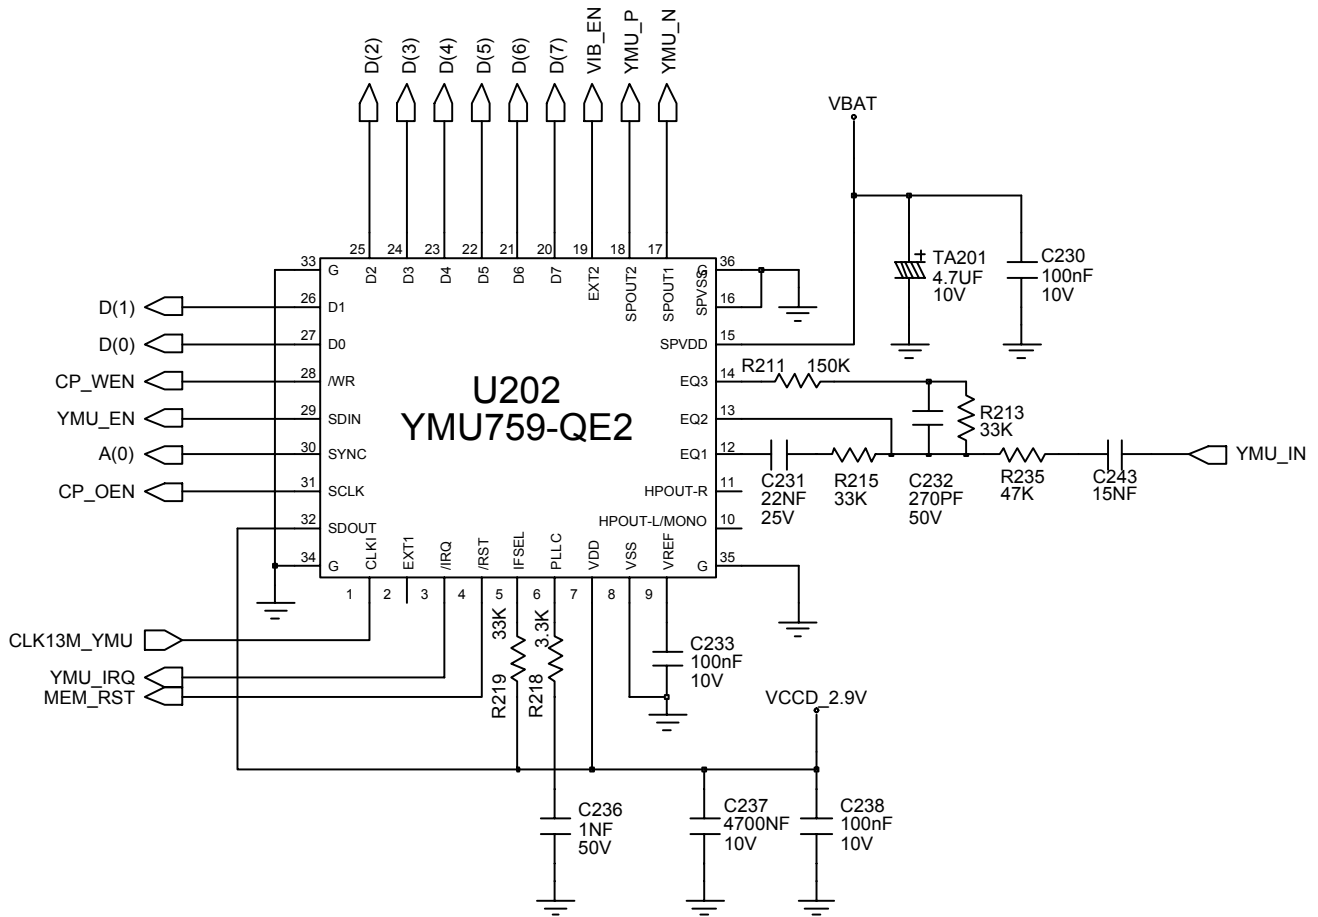 D(2)
D(3)
D(4)
D(5)
D(6)
D(7)
VIB_EN
YMU_P
YMU_N
VBAT
25
24
23
22
21
20
19
18
17
D2
D3
D4
D5
D6
D7
EXT2
SPOUT2
SPOUT1
SPVSS
33
G
G
36
D(1)
26
D1
16
D(0)
27
D0
SPVDD
15
CP_WEN
28
/WR
EQ3
14
YMU_EN
29
SDIN
EQ2
13
A(0)
30
SYNC
EQ1
12
CP_OEN
31
SCLK
HPOUT-R
11
32
SDOUT
HPOUT-L/MONO
10
34
G
G
35
U202
YMU759-QE2
TA201
4.7UF
10V
+
C230
100nF
10V
R211
150K
R213
33K
C231
22NF
25V
R215
33K
C232
270PF
50V
R235
47K
C243
15NF
YMU_IN
CLKI
EXT1
/IRQ
/RST
IFSEL
PLLC
VDD
VSS
VREF
1
2
3
4
5
6
7
8
9
CLK13M_YMU
YMU_IRQ
MEM_RST
33K
R219
3.3K
R218
C233
100nF
10V
VCCD_2.9V
C236
1NF
50V
C237
4700NF
10V
C238
100nF
10V